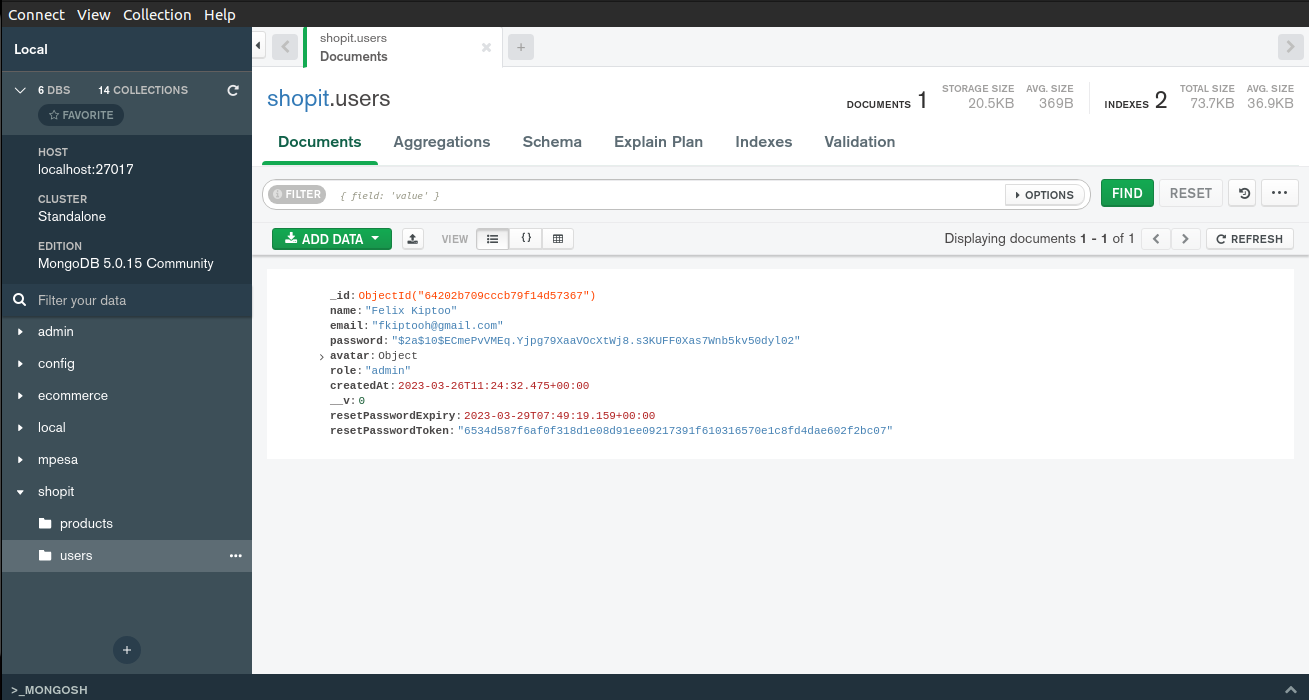 Connect View Collection Help
Local
6 DBS 14 COLLECTIONS
FAVORITE
HOST
localhost:27017
CLUSTER
Standalone
EDITION
MongoDB 5.0.15 Community
Filter your data
admin
config
ecommerce
local
mpesa
shopit
products
users
>_MONGOSH
shopit.users
Documents
shopit.users
DOCUMENTS 1
STORAGE SIZE
20.5KB
AVG. SIZE
369B
INDEXES 2
TOTAL SIZE
73.7KB
AVG. SIZE
36.9KB
Documents Aggregations Schema Explain Plan Indexes Validation
FILTER { field: 'value' } OPTIONS FIND RESET
ADD DATA VIEW {} Displaying documents 1 - 1 of 1 REFRESH
_id: ObjectId("64202b709cccb79f14d57367")
name: "Felix Kiptoo"
email: "fkiptooh@gmail.com"
password: "$2a$10$ECmePvVMEq.Yjpg79XaaVOcXtWj8.s3KUFF0Xas7Wnb5kv50dyl02"
avatar: Object
role: "admin"
createdAt: 2023-03-26T11:24:32.475+00:00
__v: 0
resetPasswordExpiry: 2023-03-29T07:49:19.159+00:00
resetPasswordToken: "6534d587f6af0f318d1e08d91ee09217391f610316570e1c8fd4dae602f2bc07"